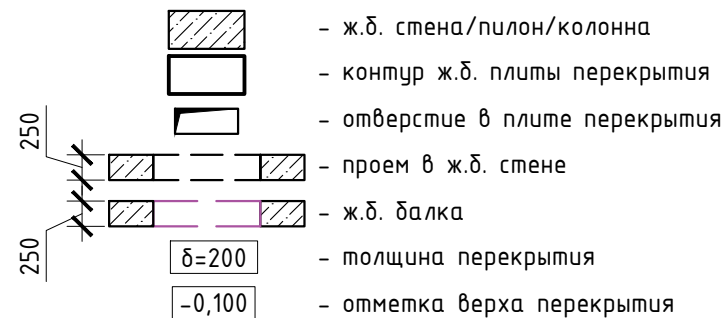 - ж.б. стена/пилон/колонна
- контур ж.б. плиты перекрытия
- отверстие в плите перекрытия
250
- проем в ж.б. стене
250
- ж.б. балка
δ=200 - толщина перекрытия
-0,100 - отметка верха перекрытия